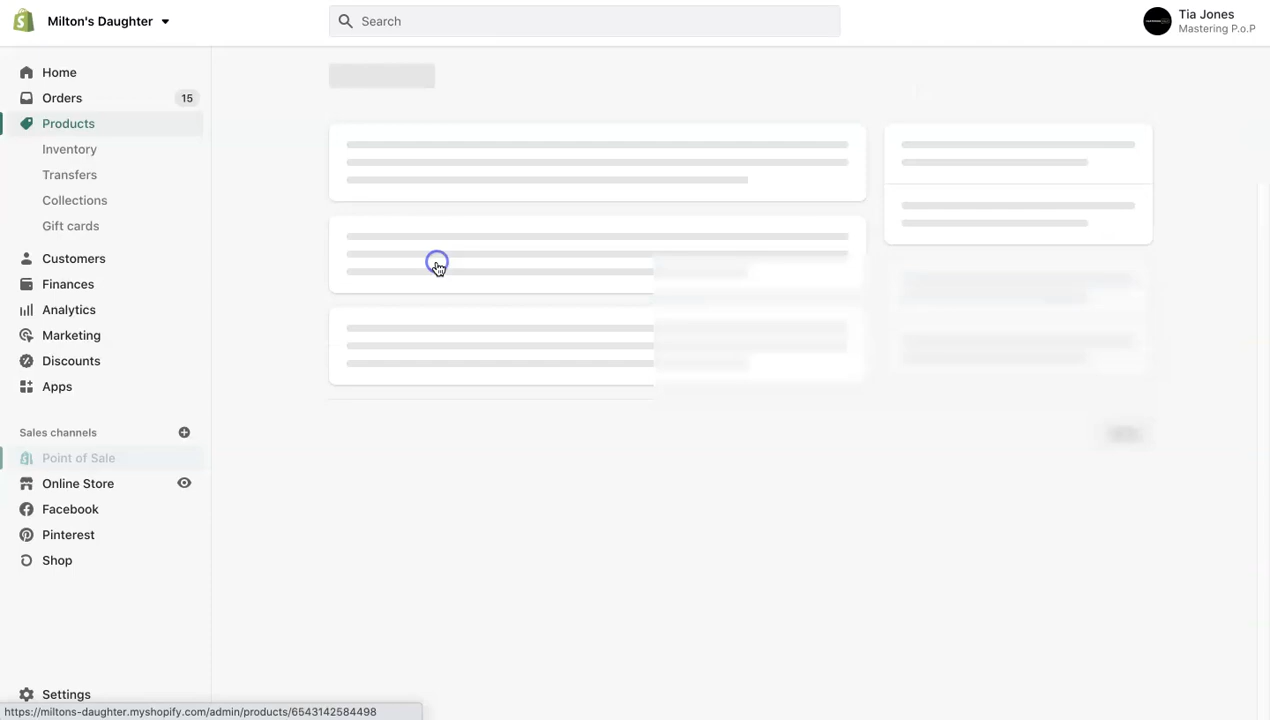 Milton's Daughter
Search
Tia Jones
Mastering P.o.P
Home
Orders 15
Products
Inventory
Transfers
Collections
Gift cards
Customers
Finances
Analytics
Marketing
Discounts
Apps
Sales channels
Point of Sale
Online Store
Facebook
Pinterest
Shop
Settings
https://miltons-daughter.myshopify.com/admin/products/6543142584498